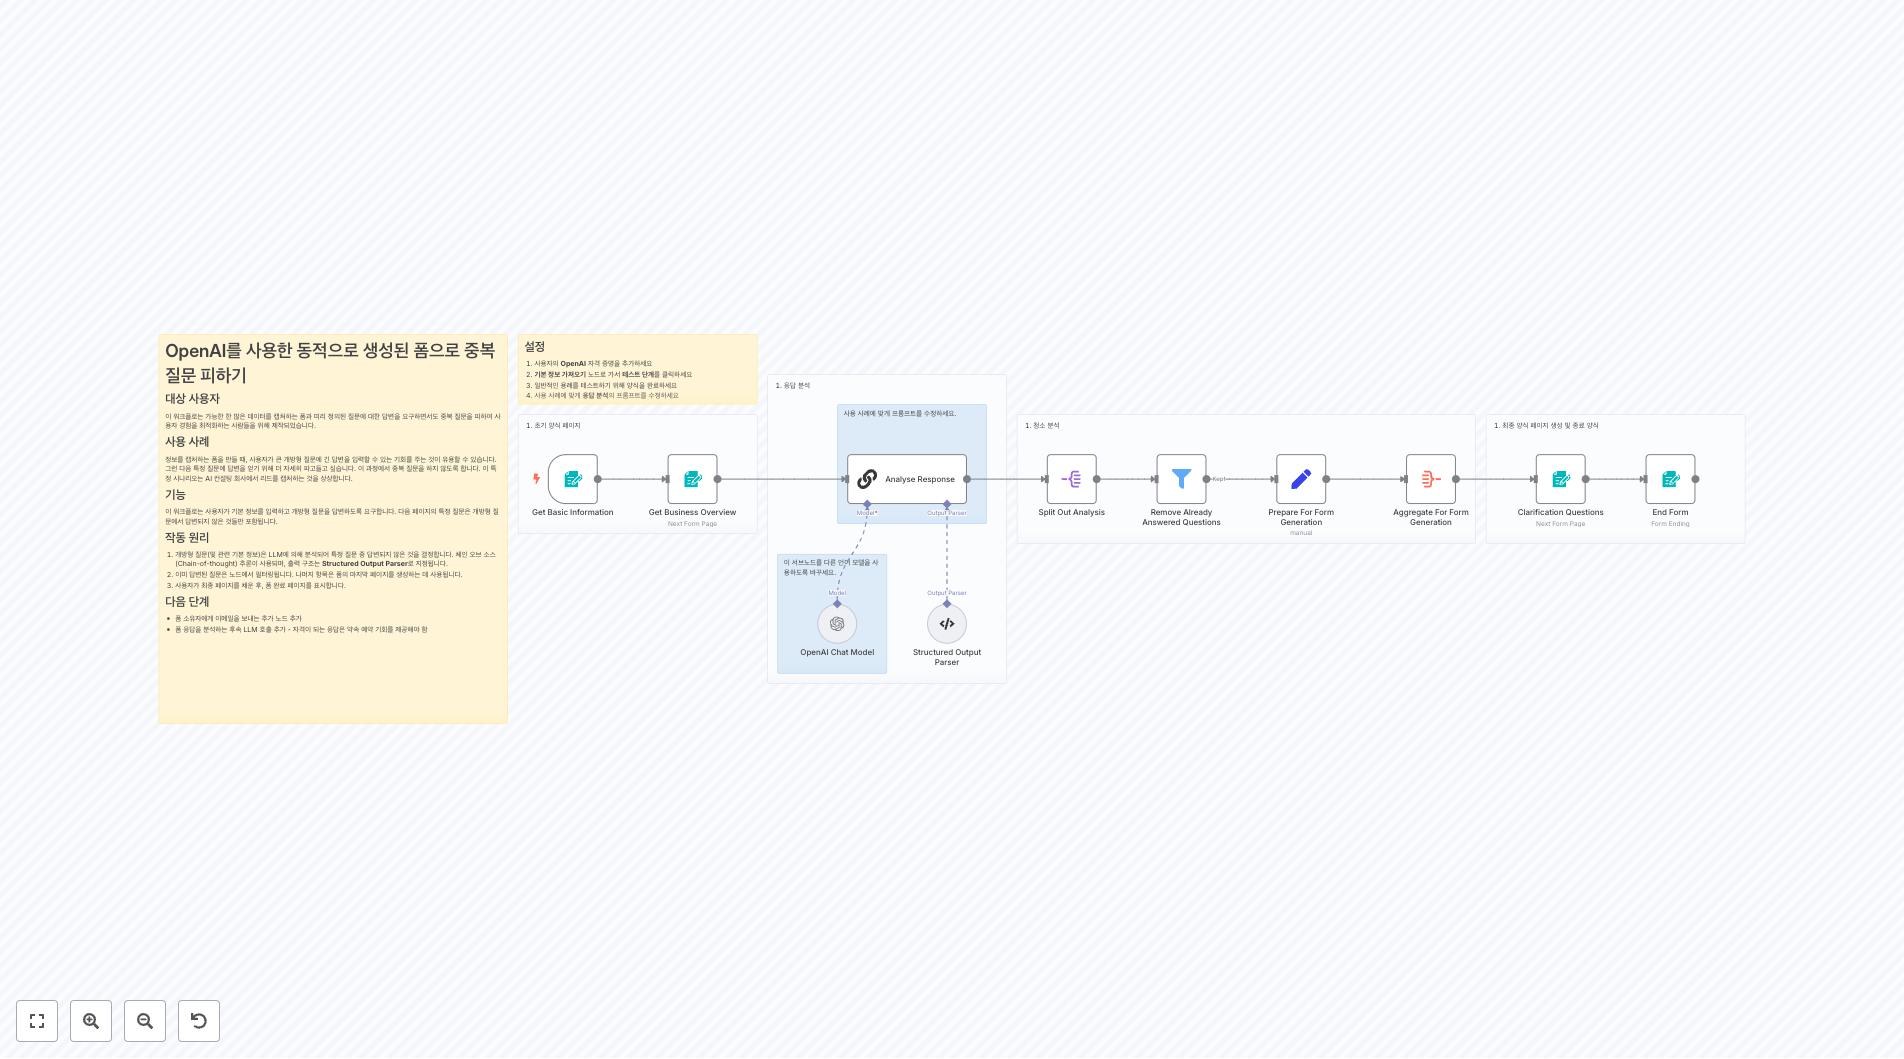 OpenAI를 사용한 동적으로 생성된 폼으로 중복
질문 피하기
대상 사용자
이 워크플로는 가능한 한 많은 데이터를 캡처하는 폼과 미리 정의된 질문에 대한 답변을 요구하면서도 중복 질문을 피하며 사
용자 경험을 최적화하는 사람들을 위해 제작되었습니다.
사용 사례
정보를 캡처하는 폼을 만들 때, 사용자가 큰 개방형 질문에 긴 답변을 입력할 수 있는 기회를 주는 것이 유용할 수 있습니다.
그런 다음 특정 질문에 답변을 얻기 위해 더 자세히 파고들고 싶습니다. 이 과정에서 중복 질문을 하지 않도록 합니다. 이 특
정 시나리오는 AI 컨설팅 회사에서 리드를 캡처하는 것을 상상합니다.
기능
이 워크플로는 사용자가 기본 정보를 입력하고 개방형 질문을 답변하도록 요구합니다. 다음 페이지의 특정 질문은 개방형 질
문에서 답변되지 않은 것들만 포함됩니다.
작동 원리
1. 개방형 질문(및 관련 기본 정보)은 LLM에 의해 분석되어 특정 질문 중 답변되지 않은 것을 결정합니다. 체인 오브 소스
(Chain-of-thought) 추론이 사용되며, 출력 구조는 Structured Output Parser로 지정됩니다.
2. 이미 답변된 질문은 노드에서 필터링됩니다. 나머지 항목은 폼의 마지막 페이지를 생성하는 데 사용됩니다.
3. 사용자가 최종 페이지를 채운 후, 폼 완료 페이지를 표시합니다.
다음 단계
• 폼 소유자에게 이메일을 보내는 추가 노드 추가
• 폼 응답을 분석하는 후속 LLM 호출 추가 - 자격이 되는 응답은 약속 예약 기회를 제공해야 함
설정
1. 사용자의 OpenAI 자격 증명을 추가하세요
2. 기본 정보 가져오기 노드로 가서 테스트 단계를 클릭하세요
3. 일반적인 용례를 테스트하기 위해 양식을 완료하세요
4. 사용 사례에 맞게 응답 분석의 프롬프트를 수정하세요
1. 초기 양식 페이지
Get Basic Information
Get Business Overview
Next Form Page
1. 응답 분석
사용 사례에 맞게 프롬프트를 수정하세요.
Analyse Response
Model*
Output Parser
이 서브노드를 다른 언어 모델을 사
용하도록 바꾸세요.
Model
Output Parser
OpenAI Chat Model
Structured Output
Parser
1. 청소 분석
Split Out Analysis
Remove Already
Answered Questions
Kept
Prepare For Form
Generation
manual
Aggregate For Form
Generation
1. 최종 양식 페이지 생성 및 종료 양식
Clarification Questions
Next Form Page
End Form
Form Ending